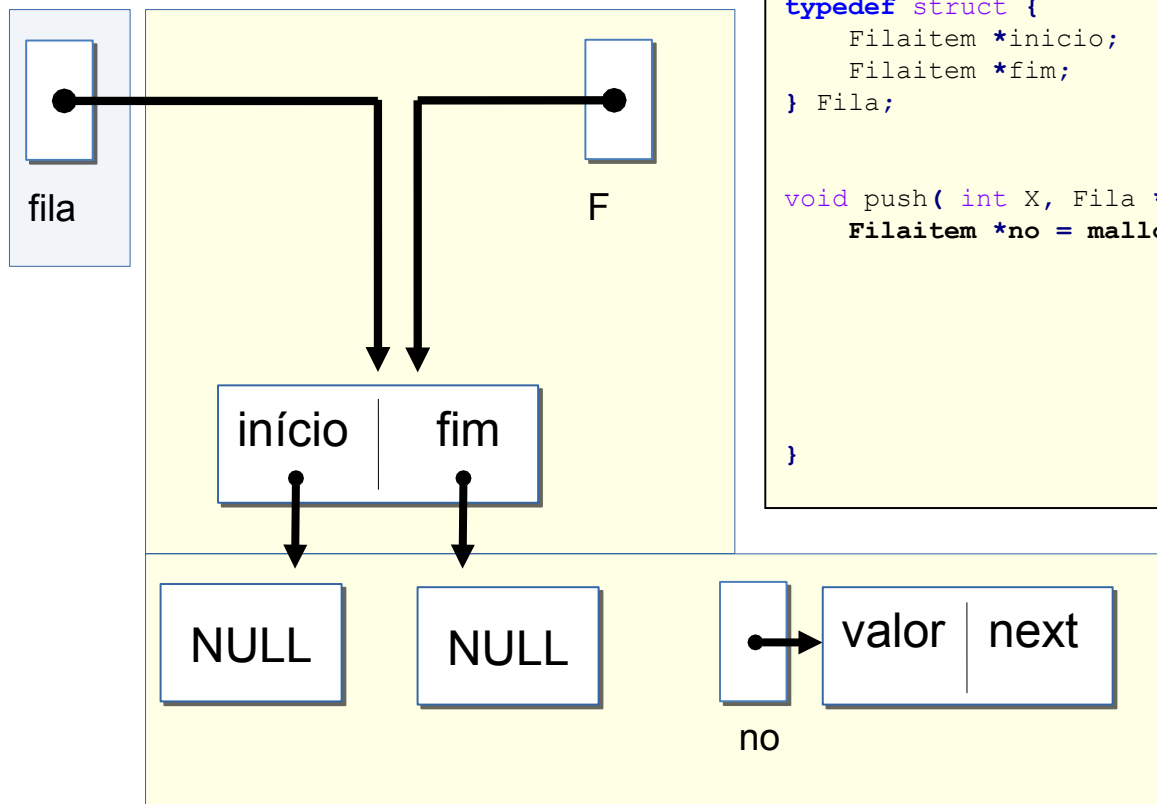 typedef struct {
Filaitem *inicio;
Filaitem *fim;
} Fila;
void push( int X, Fila *
Filaitem *no = mallo
}
fila
F
início
fim
NULL
NULL
valor
next
no